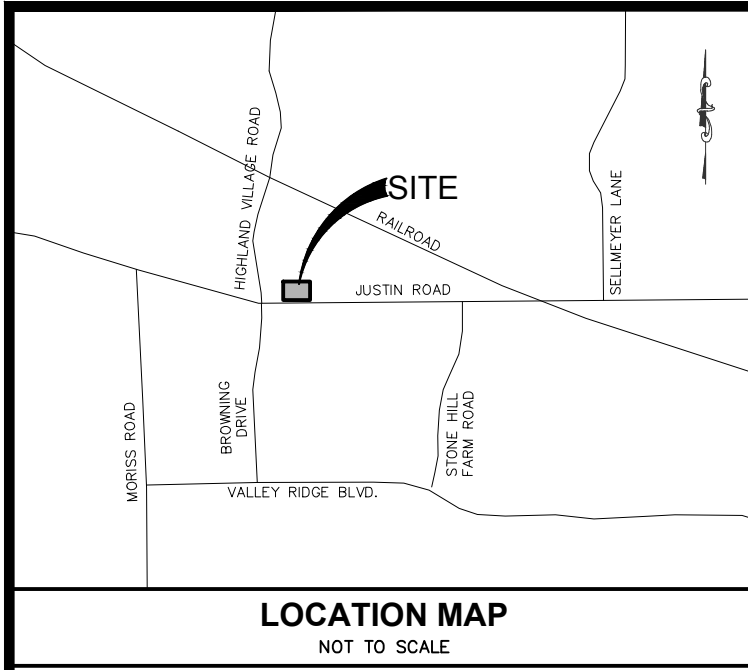 HIGHLAND VILLAGE ROAD
SITE
RAILROAD
SELLMEYER LANE
JUSTIN ROAD
MORISS ROAD
BROWNING
DRIVE
STONE HILL
FARM ROAD
VALLEY RIDGE BLVD.
LOCATION MAP
NOT TO SCALE